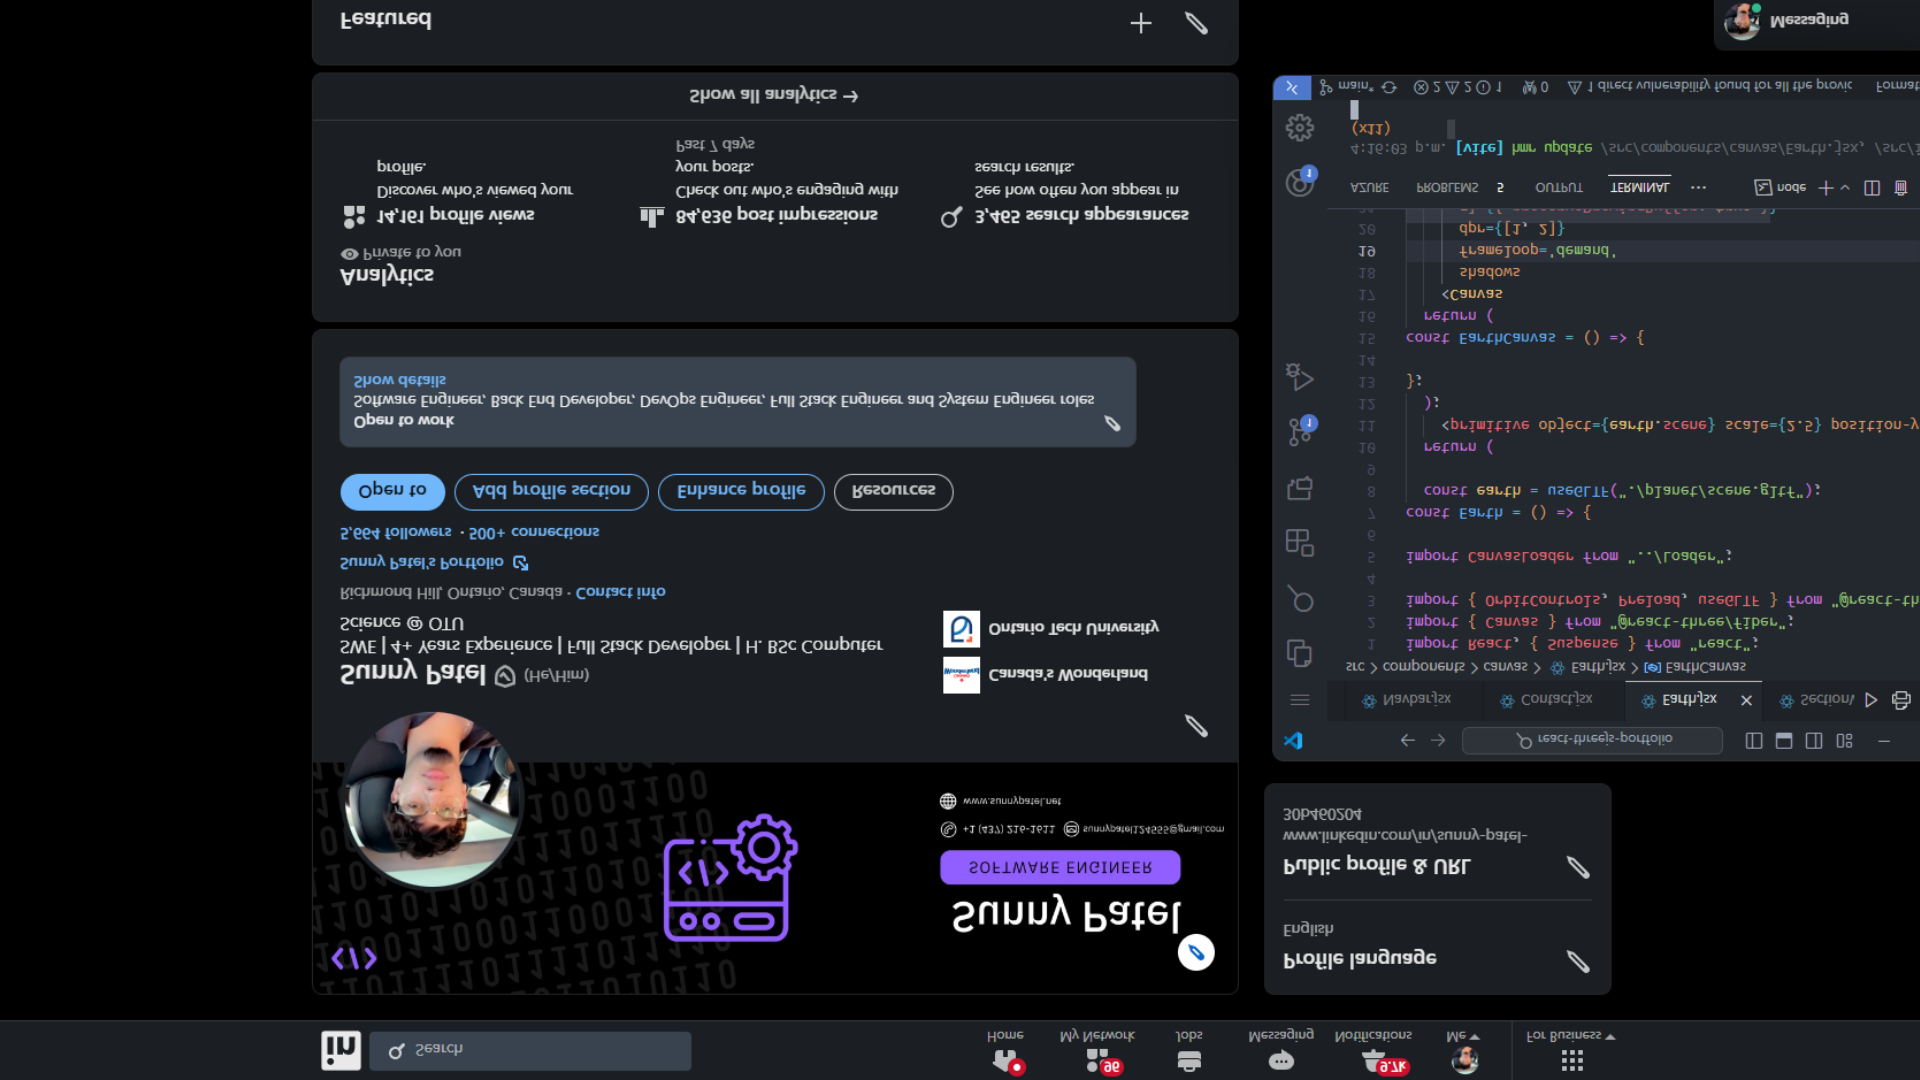 in
Search
Home
My Network
96
Jobs
Messaging
Notifications
9.7k
Me
For Business
</>
Sunny Patel
SOFTWARE ENGINEER
+1 (437) 216-1611
sunnypatel124555@gmail.com
www.sunnypatel.net
Sunny Patel (He/Him)
SWE | 4+ Years Experience | Full Stack Developer | H. BSc Computer
Science @ OTU
Canada's Wonderland
Ontario Tech University
Richmond Hill, Ontario, Canada · Contact info
Sunny Patel's Portfolio
3,664 followers · 500+ connections
Open to
Add profile section
Enhance profile
Resources
Open to work
Software Engineer, Back End Developer, DevOps Engineer, Full Stack Engineer and System Engineer roles
Show details
Analytics
Private to you
14,161 profile views
Discover who's viewed your
profile.
84,636 post impressions
Check out who's engaging with
your posts.
Past 7 days
3,465 search appearances
See how often you appear in
search results.
Show all analytics →
Featured
Profile language
English
Public profile & URL
www.linkedin.com/in/sunny-patel-
30b460204
react-threejs-portfolio
Navbar.jsx
Contact.jsx
Earth.jsx
src > components > canvas > Earth.jsx > EarthCanvas
1 import React, { Suspense } from "react";
2 import { Canvas } from "@react-three/fiber";
3 import { OrbitControls, Preload, useGLTF } from "@react-th
4
5 import CanvasLoader from "../Loader";
6
7 const Earth = () => {
8 const earth = useGLTF("./planet/scene.gltf");
9
10 return (
11 <primitive object={earth.scene} scale={2.5} position-y
12 );
13 };
14
15 const EarthCanvas = () => {
16 return (
17 <Canvas
18 shadows
19 frameloop='demand'
20 dpr={[1, 2]}
AZURE
PROBLEMS 5
OUTPUT
TERMINAL
node
4:16:03 p.m. [vite] hmr update /src/components/canvas/Earth.jsx, /src/i
(x11)
main*
2
2
1
0
1 direct vulnerability found for all the provid
Format
Messaging